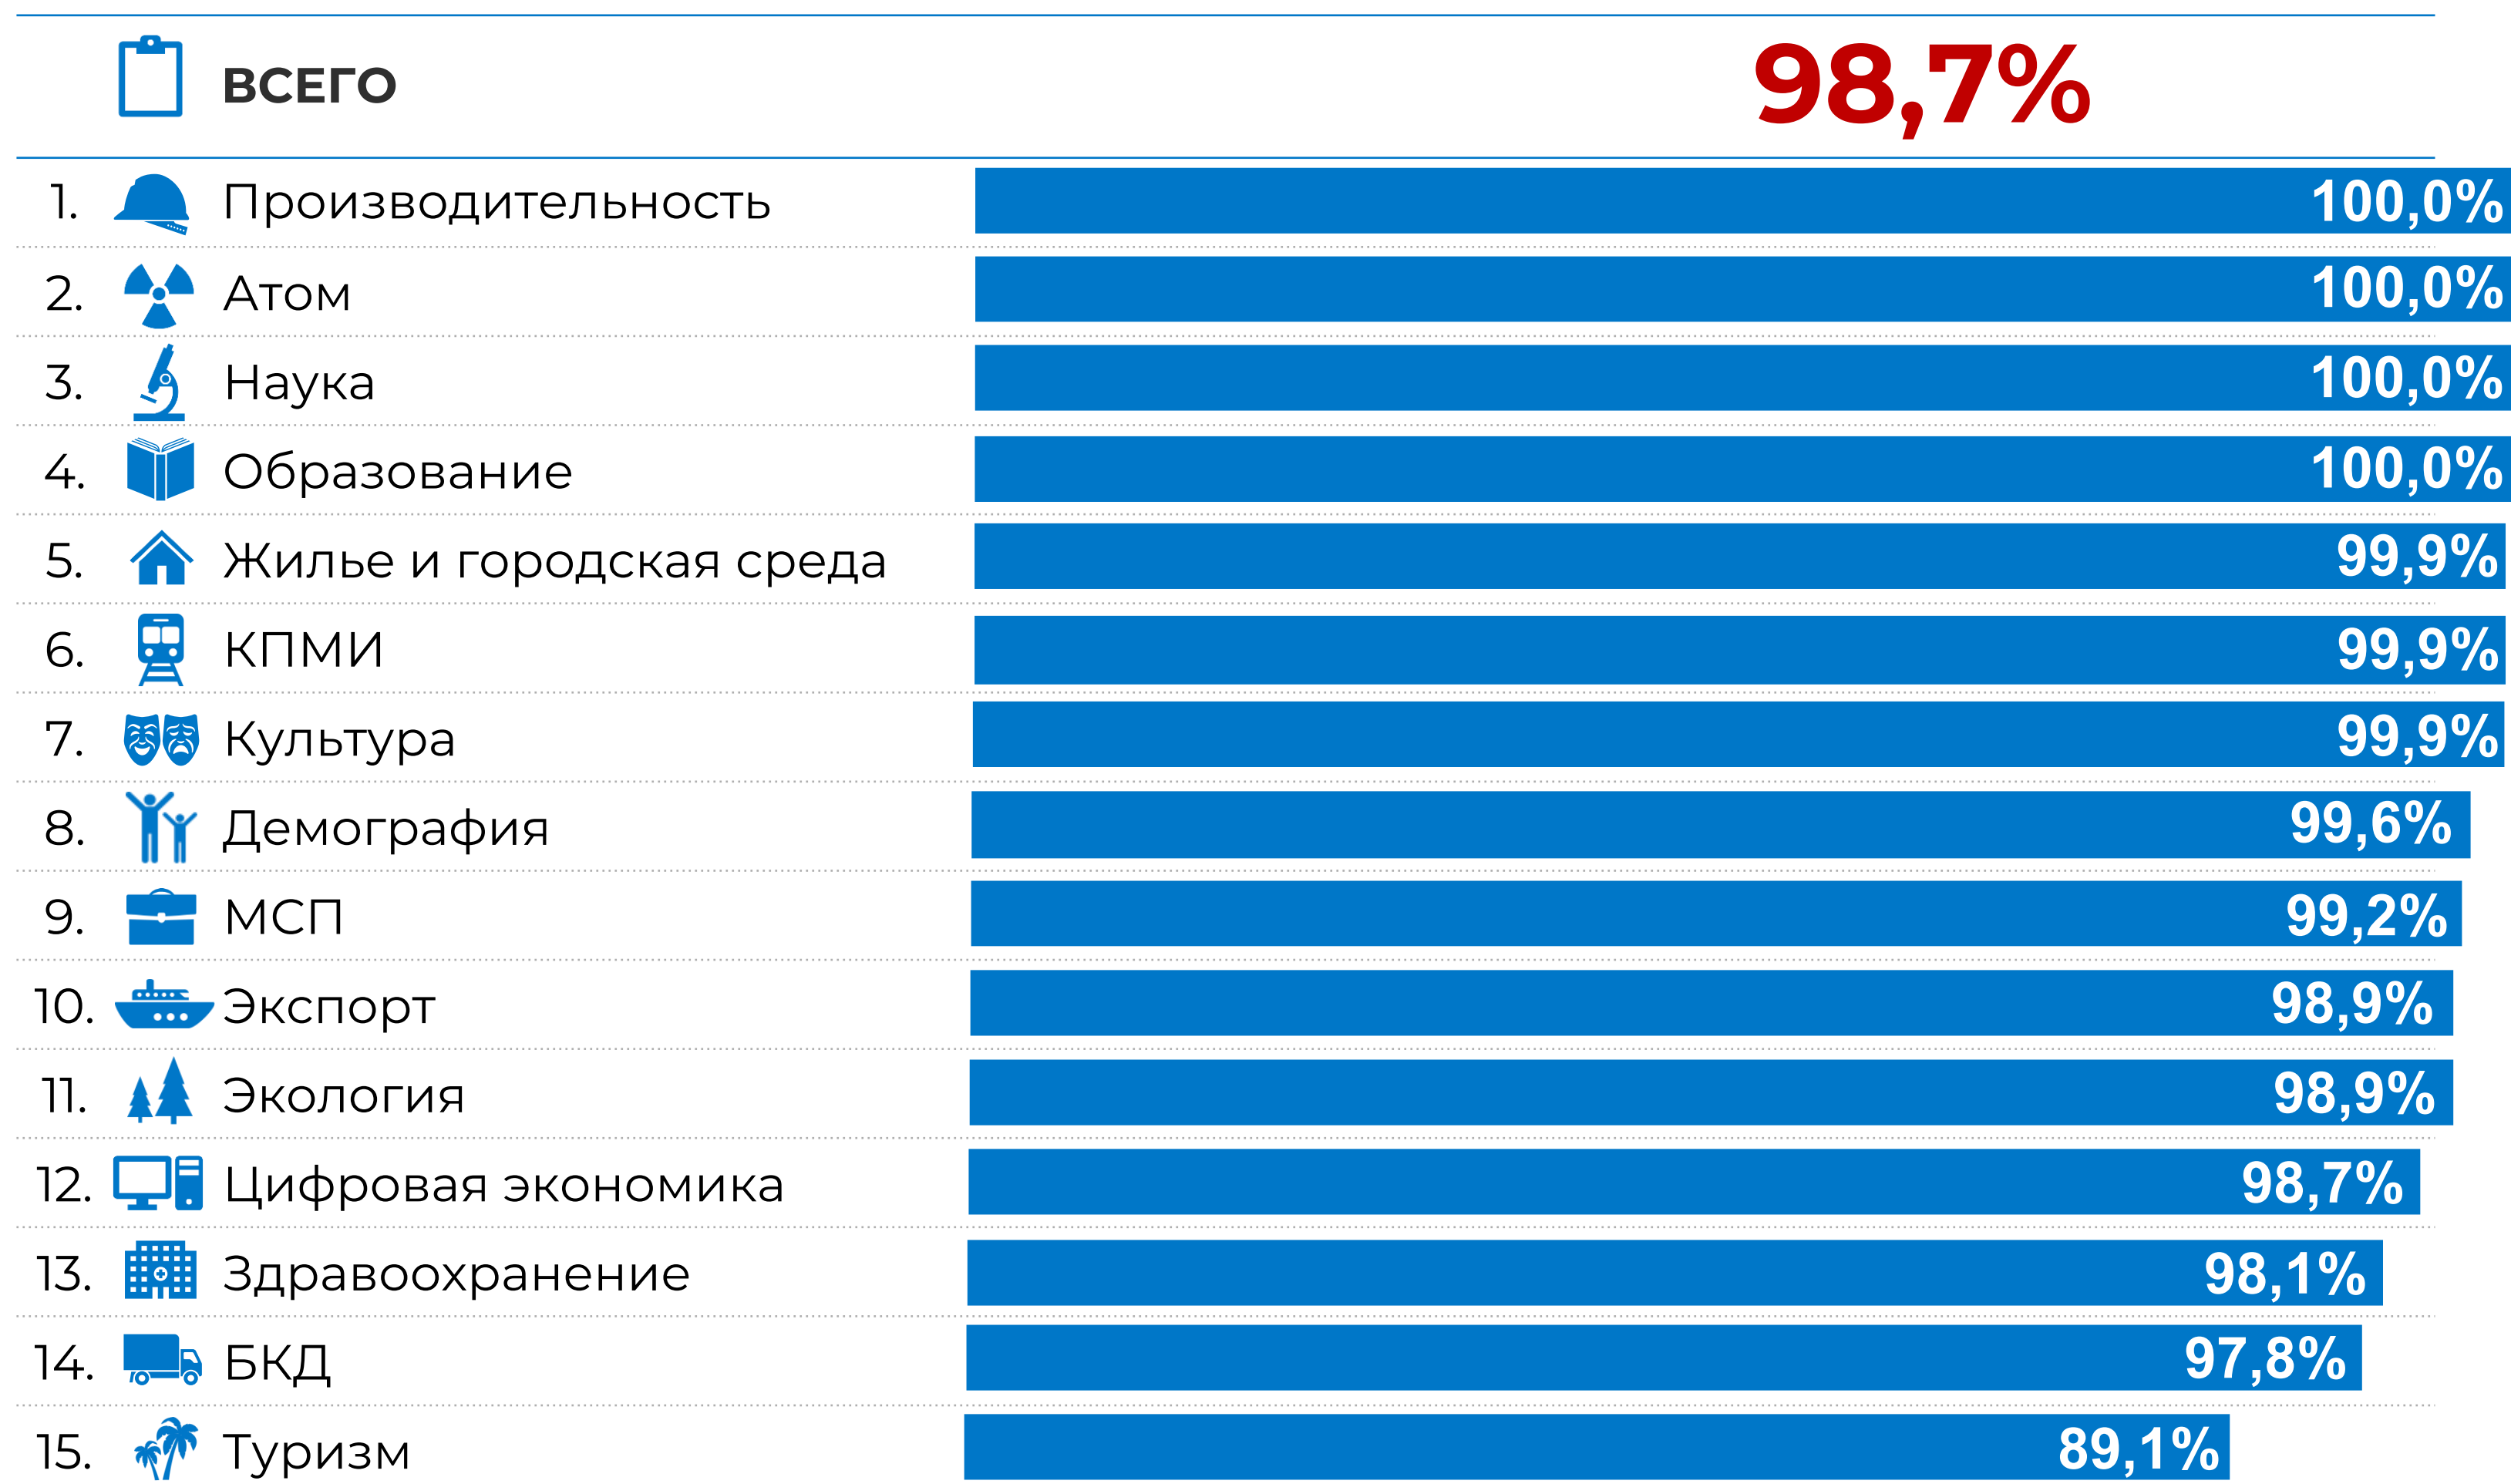 ВСЕГО 98,7%
1. Производительность 100,0%
2. Атом 100,0%
3. Наука 100,0%
4. Образование 100,0%
5. Жилье и городская среда 99,9%
6. КПМИ 99,9%
7. Культура 99,9%
8. Демография 99,6%
9. МСП 99,2%
10. Экспорт 98,9%
11. Экология 98,9%
12. Цифровая экономика 98,7%
13. Здравоохранение 98,1%
14. БКД 97,8%
15. Туризм 89,1%